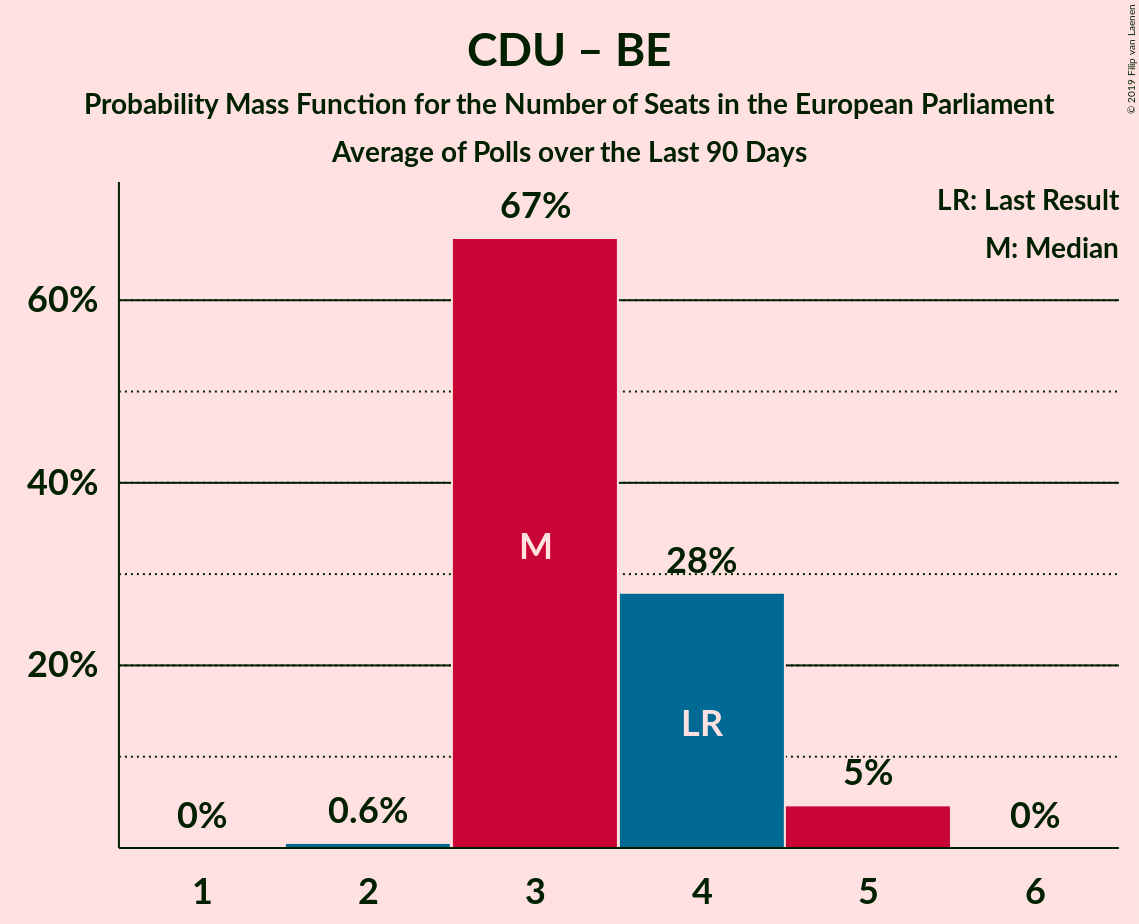 CDU – BE
Probability Mass Function for the Number of Seats in the European Parliament
Average of Polls over the Last 90 Days
© 2019 Filip van Laenen
LR: Last Result
M: Median
67%
60%
40%
M
28%
20%
LR
5%
0%
0.6%
0%
1 2 3 4 5 6